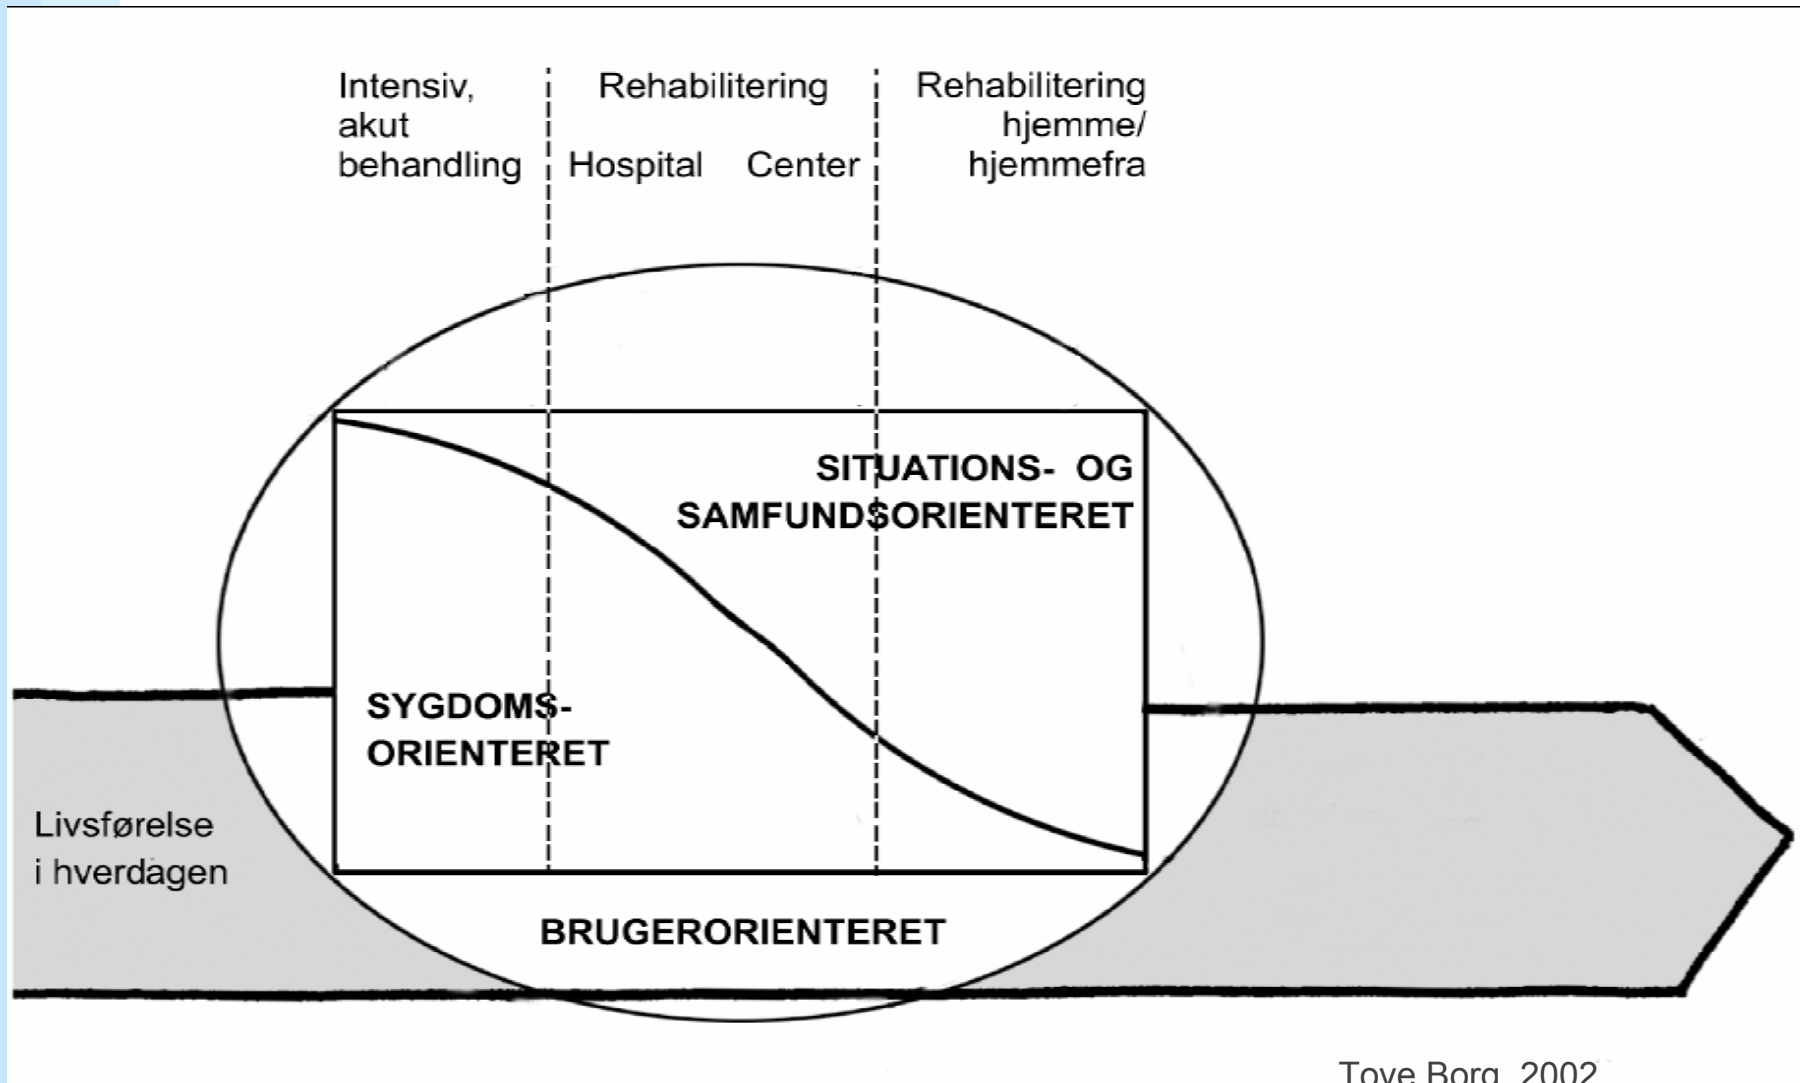 Intensiv,
akut
behandling
Rehabilitering
Hospital Center
Rehabilitering
hjemme/
hjemmefra
SITUATIONS- OG
SAMFUNDSORIENTERET
SYGDOMS-
ORIENTERET
Livsførelse
i hverdagen
BRUGERORIENTERET
Tove Borg, 2002